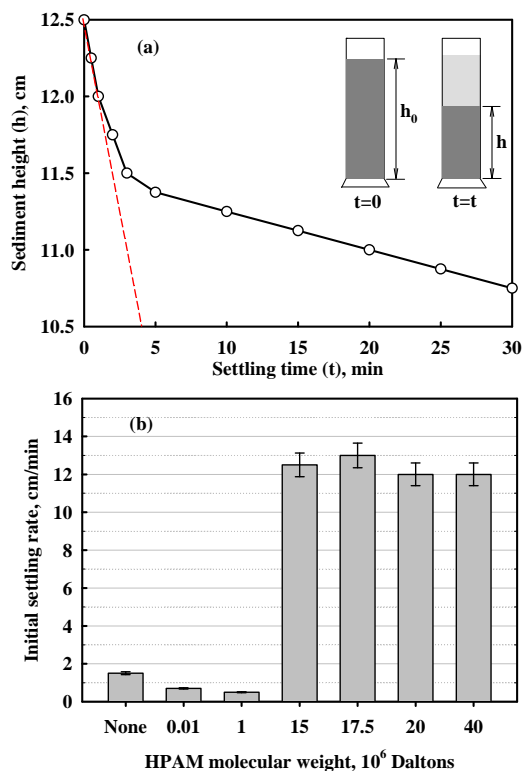 12.5
(a)
12.0
h₀
11.5
h
t=0
t=t
11.0
10.5
0
5
10
15
20
25
30
Sediment height (h), cm
Settling time (t), min
16
(b)
14
12
10
8
6
4
2
0
Initial settling rate, cm/min
None 0.01 1 15 17.5 20 40
HPAM molecular weight, 10⁶ Daltons